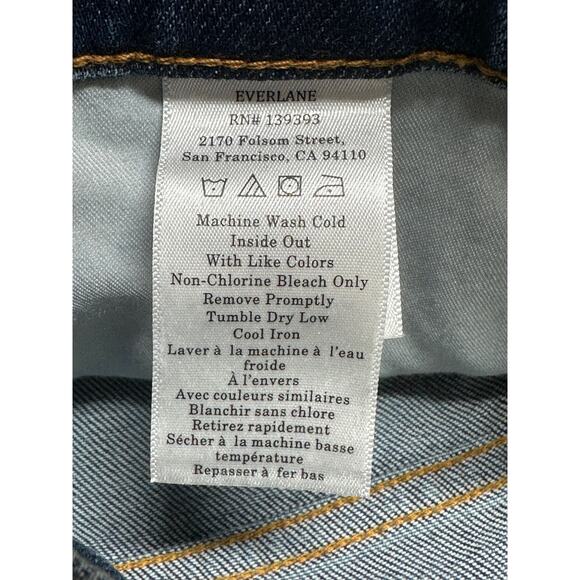 EVERLANE
RN# 139393
2170 Folsom Street,
San Francisco, CA 94110
Machine Wash Cold
Inside Out
With Like Colors
Non-Chlorine Bleach Only
Remove Promptly
Tumble Dry Low
Cool Iron
Laver à la machine à l'eau
froide
À l'envers
Avec couleurs similaires
Blanchir sans chlore
Retirez rapidement
Sécher à la machine basse
température
Repasser à fer bas